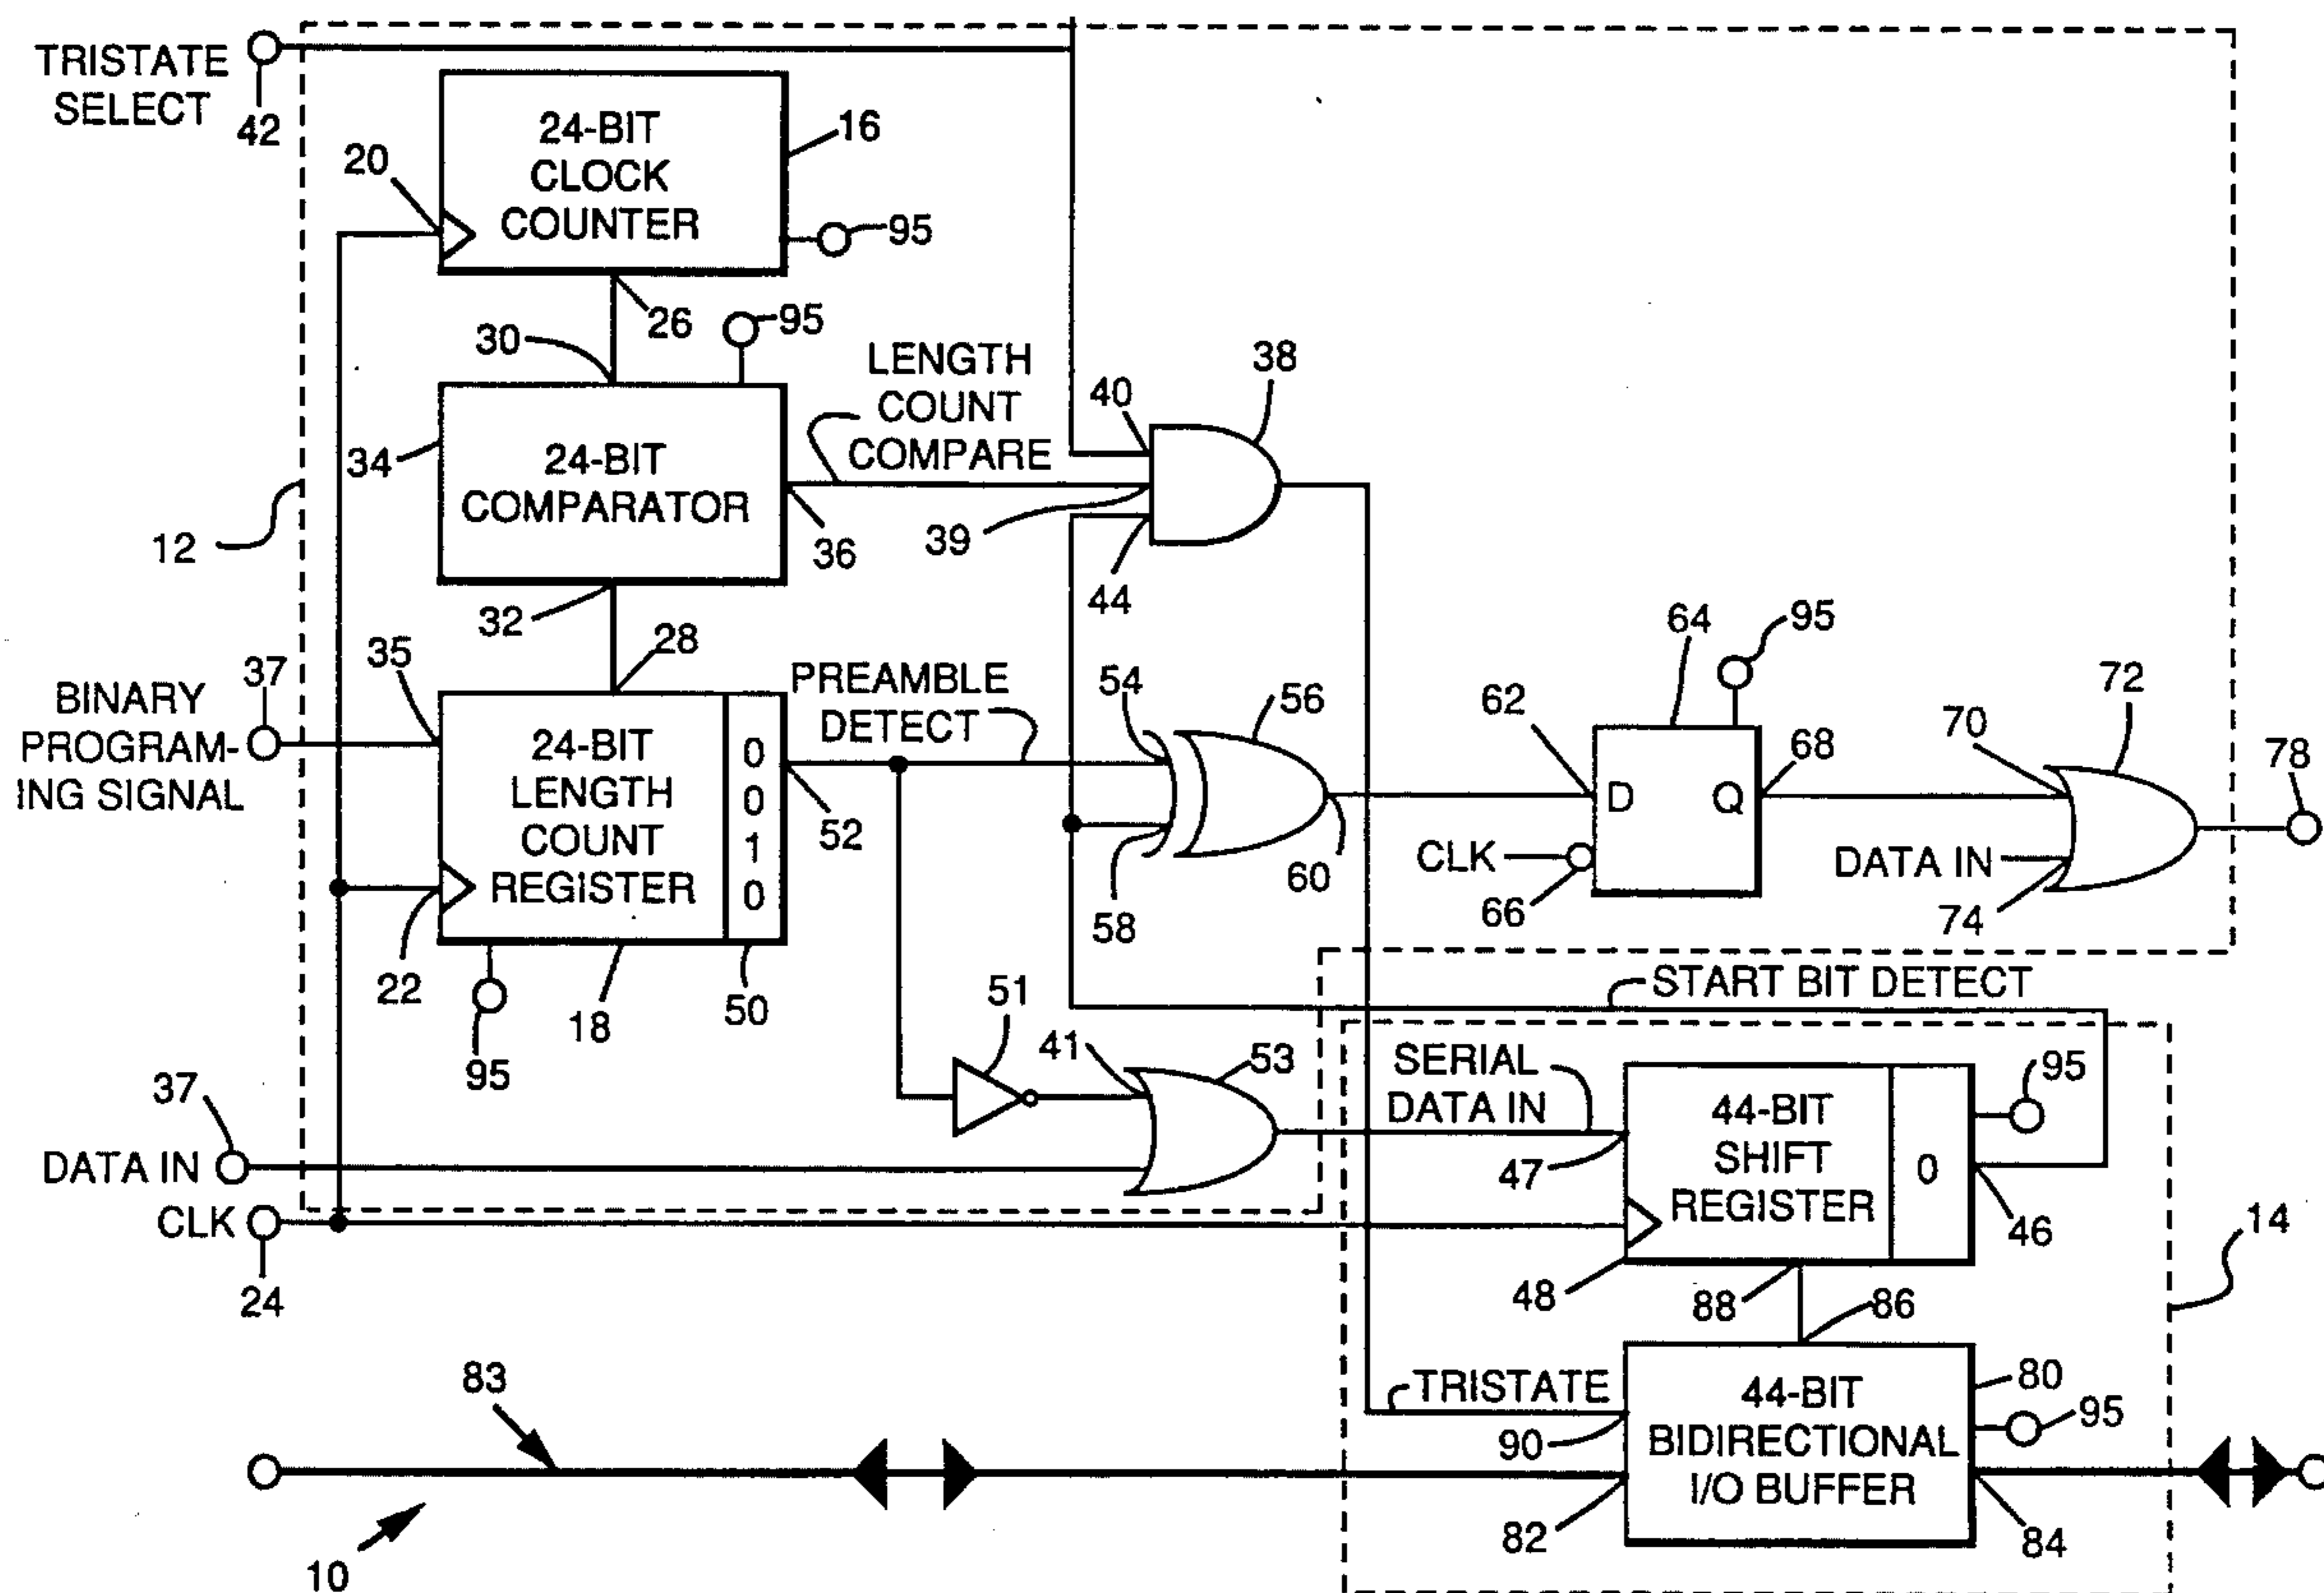 TRISTATE
SELECT
42
24-BIT
CLOCK
COUNTER
16
20
95
26
30
95
LENGTH
COUNT
COMPARE
40
38
34
24-BIT
COMPARATOR
36
39
44
12
32
28
35
37
BINARY
PROGRAM-
ING SIGNAL
24-BIT
LENGTH
COUNT
REGISTER
0
0
1
0
PREAMBLE
DETECT
52
54
56
58
60
62
64
95
D
Q
68
CLK
66
70
72
DATA IN
74
78
22
95
18
50
51
41
53
START BIT DETECT
37
DATA IN
CLK
24
SERIAL
DATA IN
47
44-BIT
SHIFT
REGISTER
0
95
46
14
48
88
86
83
TRISTATE
90
44-BIT
BIDIRECTIONAL
I/O BUFFER
80
95
82
84
10